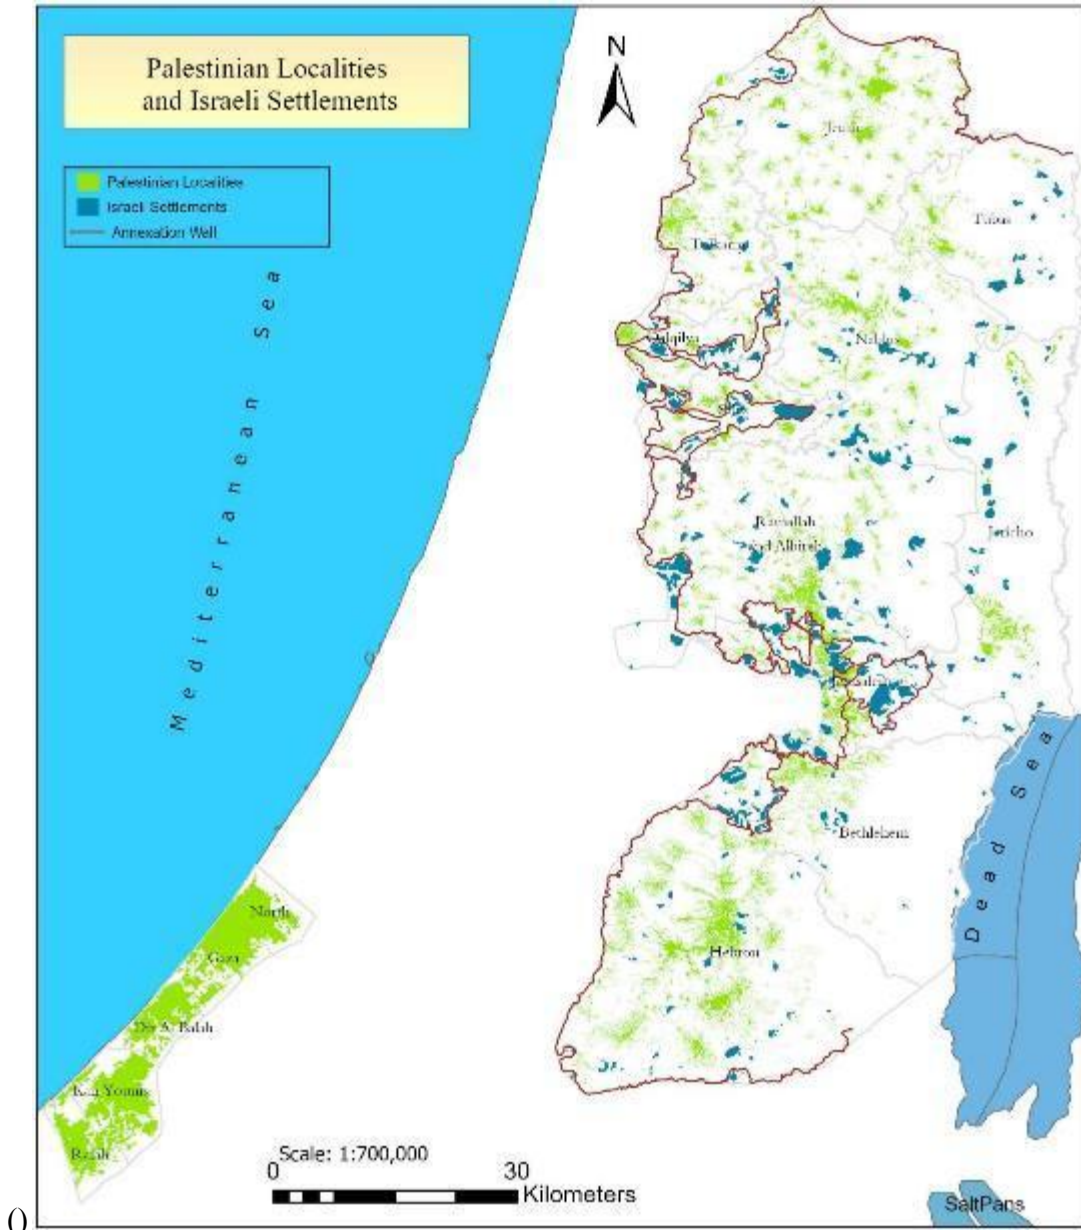 Palestinian Localities
and Israeli Settlements
N
Palestinian Localities
Israeli Settlements
Annexation Wall
Mediterranean Sea
Jenin
Tubas
Tulkarm
Qalqilya
Nablus
Ramallah
and Albireh
Jericho
Jerusalem
Bethlehem
Hebron
Dead Sea
North
Gaza
Der Al Balah
Kan Younis
Rafah
Scale: 1:700,000
0 30
Kilometers
SaltPans
()